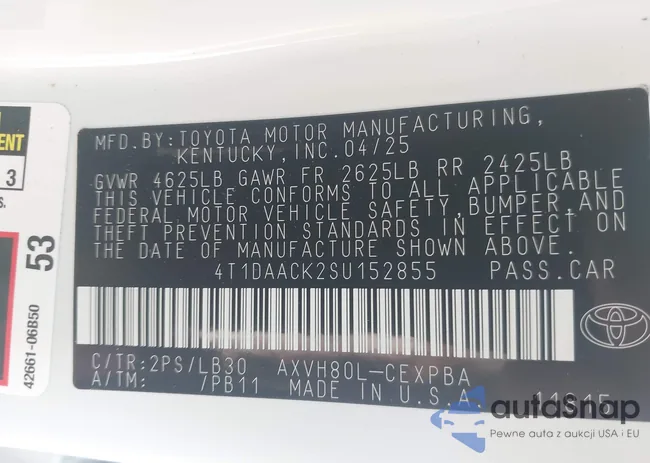 ENT
3
S.
53
42661-06B50
MFD.BY:TOYOTA MOTOR MANUFACTURING,
KENTUCKY, INC.04/25
GVWR 4625LB GAWR FR 2625LB RR 2425LB
THIS VEHICLE CONFORMS TO ALL APPLICABLE
FEDERAL MOTOR VEHICLE SAFETY,BUMPER,AND
THEFT PREVENTION STANDARDS IN EFFECT ON
THE DATE OF MANUFACTURE SHOWN ABOVE.
4T1DAACK2SU152855 PASS.CAR
C/TR:2PS/LB30 AXVH80L-CEXPBA
A/TM: /PB11 MADE IN U.S.A.
autoSnap
Pewne auta z aukcji USA i EU